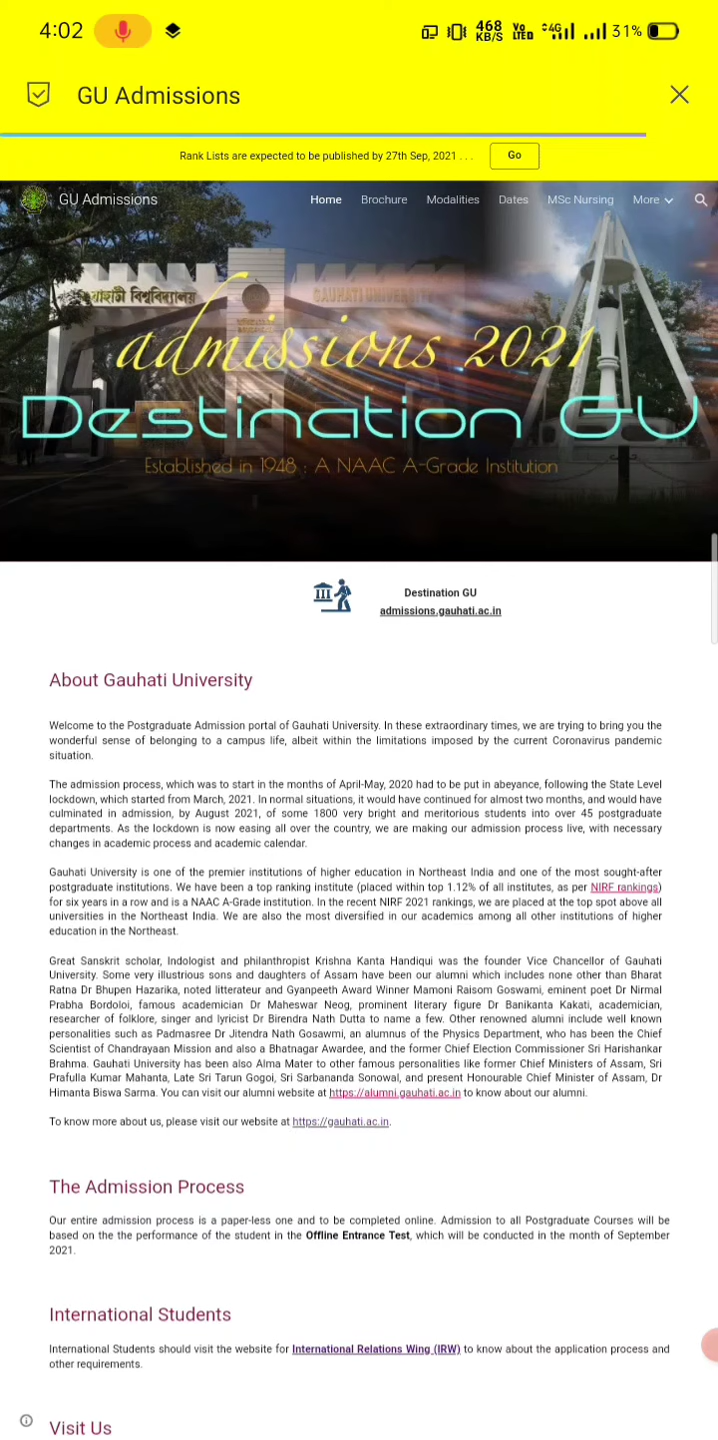 4:02
468 KB/S Vo LTED 4G 31%
GU Admissions
Rank Lists are expected to be published by 27th Sep, 2021 . . . Go
GU Admissions Home Brochure Modalities Dates MSc Nursing More
GAUHATI UNIVERSITY
admissions 2021
Destination GU
Established in 1948 : A NAAC A-Grade Institution
Destination GU
admissions.gauhati.ac.in
About Gauhati University
Welcome to the Postgraduate Admission portal of Gauhati University. In these extraordinary times, we are trying to bring you the
wonderful sense of belonging to a campus life, albeit within the limitations imposed by the current Coronavirus pandemic
situation.
The admission process, which was to start in the months of April-May, 2020 had to be put in abeyance, following the State Level
lockdown, which started from March, 2021. In normal situations, it would have continued for almost two months, and would have
culminated in admission, by August 2021, of some 1800 very bright and meritorious students into over 45 postgraduate
departments. As the lockdown is now easing all over the country, we are making our admission process live, with necessary
changes in academic process and academic calendar.
Gauhati University is one of the premier institutions of higher education in Northeast India and one of the most sought-after
postgraduate institutions. We have been a top ranking institute (placed within top 1.12% of all institutes, as per NIRF rankings)
for six years in a row and is a NAAC A-Grade institution. In the recent NIRF 2021 rankings, we are placed at the top spot above all
universities in the Northeast India. We are also the most diversified in our academics among all other institutions of higher
education in the Northeast.
Great Sanskrit scholar, Indologist and philanthropist Krishna Kanta Handiqui was the founder Vice Chancellor of Gauhati
University. Some very illustrious sons and daughters of Assam have been our alumni which includes none other than Bharat
Ratna Dr Bhupen Hazarika, noted litterateur and Gyanpeeth Award Winner Mamoni Raisom Goswami, eminent poet Dr Nirmal
Prabha Bordoloi, famous academician Dr Maheswar Neog, prominent literary figure Dr Banikanta Kakati, academician,
researcher of folklore, singer and lyricist Dr Birendra Nath Dutta to name a few. Other renowned alumni include well known
personalities such as Padmasree Dr Jitendra Nath Gosawmi, an alumnus of the Physics Department, who has been the Chief
Scientist of Chandrayaan Mission and also a Bhatnagar Awardee, and the former Chief Election Commissioner Sri Harishankar
Brahma. Gauhati University has been also Alma Mater to other famous personalities like former Chief Ministers of Assam, Sri
Prafulla Kumar Mahanta, Late Sri Tarun Gogoi, Sri Sarbananda Sonowal, and present Honourable Chief Minister of Assam, Dr
Himanta Biswa Sarma. You can visit our alumni website at https://alumni.gauhati.ac.in to know about our alumni.
To know more about us, please visit our website at https://gauhati.ac.in.
The Admission Process
Our entire admission process is a paper-less one and to be completed online. Admission to all Postgraduate Courses will be
based on the the performance of the student in the Offline Entrance Test, which will be conducted in the month of September
2021.
International Students
International Students should visit the website for International Relations Wing (IRW) to know about the application process and
other requirements.
Visit Us